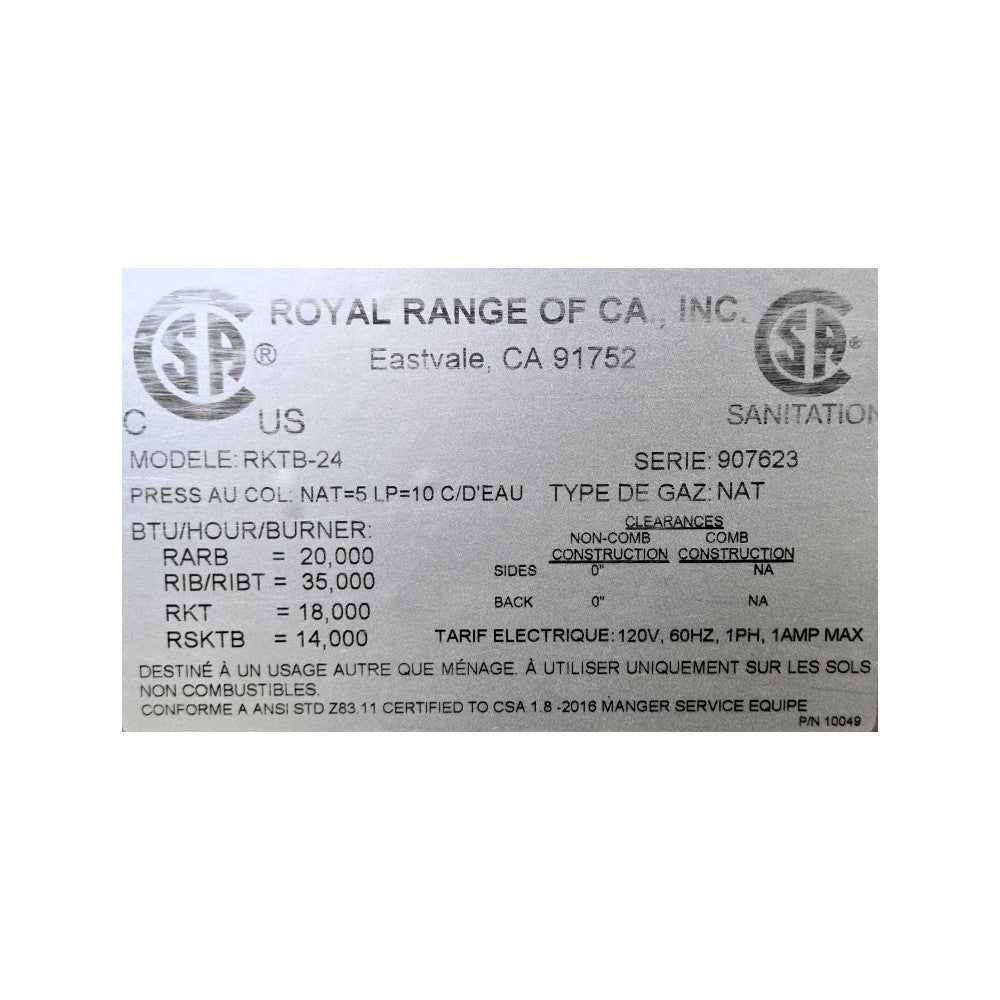 SA ® ROYAL RANGE OF CA., INC. SA ®
Eastvale, CA 91752
C US SANITATION
MODELE: RKTB-24 SERIE: 907623
PRESS AU COL: NAT=5 LP=10 C/D'EAU TYPE DE GAZ: NAT
BTU/HOUR/BURNER: CLEARANCES
NON-COMB COMB
RARB = 20,000 CONSTRUCTION CONSTRUCTION
RIB/RIBT = 35,000 SIDES 0" NA
RKT = 18,000 BACK 0" NA
RSKTB = 14,000 TARIF ELECTRIQUE: 120V, 60HZ, 1PH, 1AMP MAX
DESTINÉ À UN USAGE AUTRE QUE MÉNAGE. À UTILISER UNIQUEMENT SUR LES SOLS
NON COMBUSTIBLES.
CONFORME A ANSI STD Z83.11 CERTIFIED TO CSA 1.8 -2016 MANGER SERVICE EQUIPE
P/N 10049